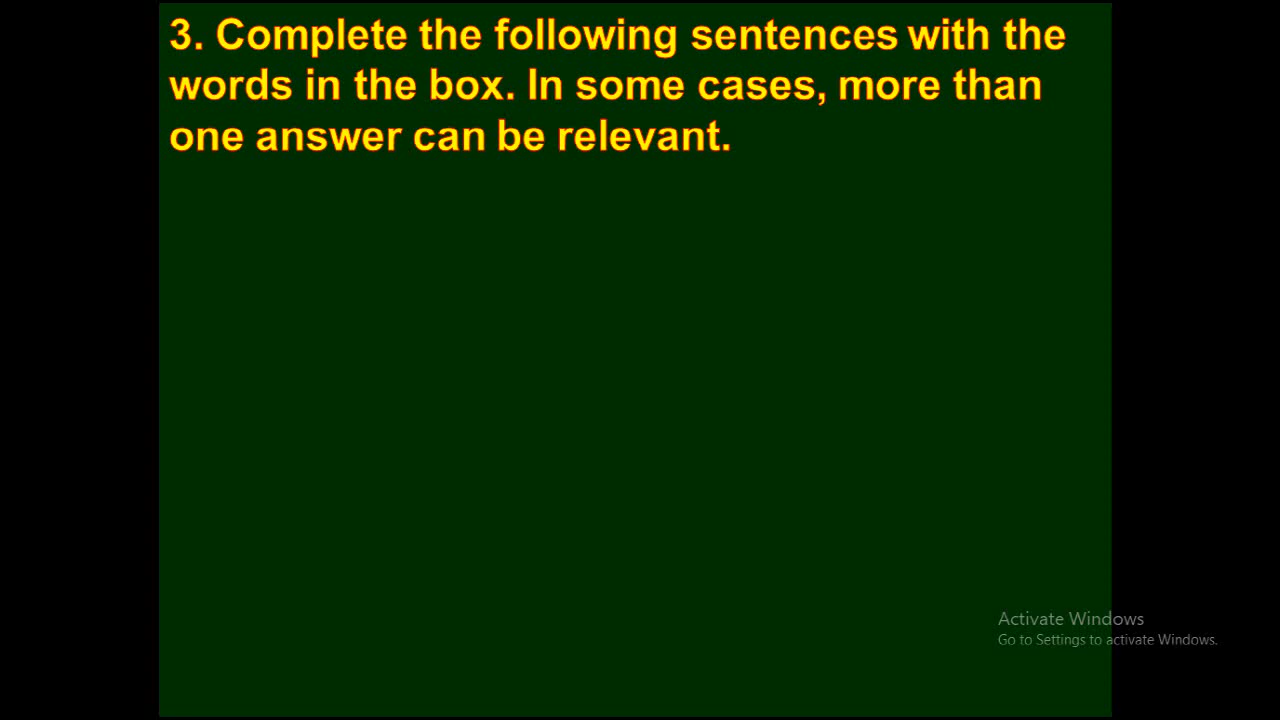 3. Complete the following sentences with the
words in the box. In some cases, more than
one answer can be relevant.
Activate Windows
Go to Settings to activate Windows.